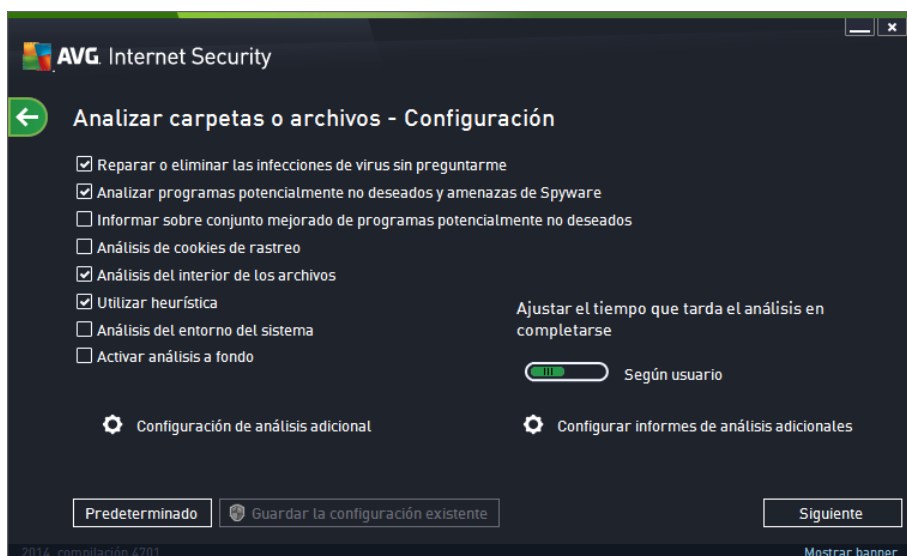 AVG. Internet Security
Analizar carpetas o archivos - Configuración
Reparar o eliminar las infecciones de virus sin preguntarme
Analizar programas potencialmente no deseados y amenazas de Spyware
Informar sobre conjunto mejorado de programas potencialmente no deseados
Análisis de cookies de rastreo
Análisis del interior de los archivos
Utilizar heurística
Análisis del entorno del sistema
Activar análisis a fondo
Ajustar el tiempo que tarda el análisis en
completarse
Según usuario
Configuración de análisis adicional
Configurar informes de análisis adicionales
Predeterminado
Guardar la configuración existente
Siguiente
2014 compilación 4701
Mostrar banner